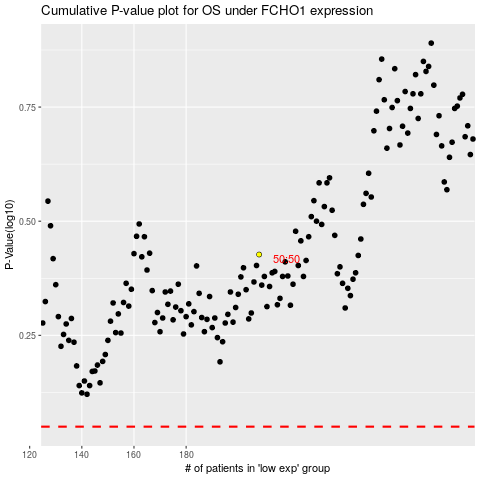 Cumulative P-value plot for OS under FCHO1 expression
P-Value(log10)
0.75
0.50
0.25
50:50
120 140 160 180
# of patients in 'low exp' group